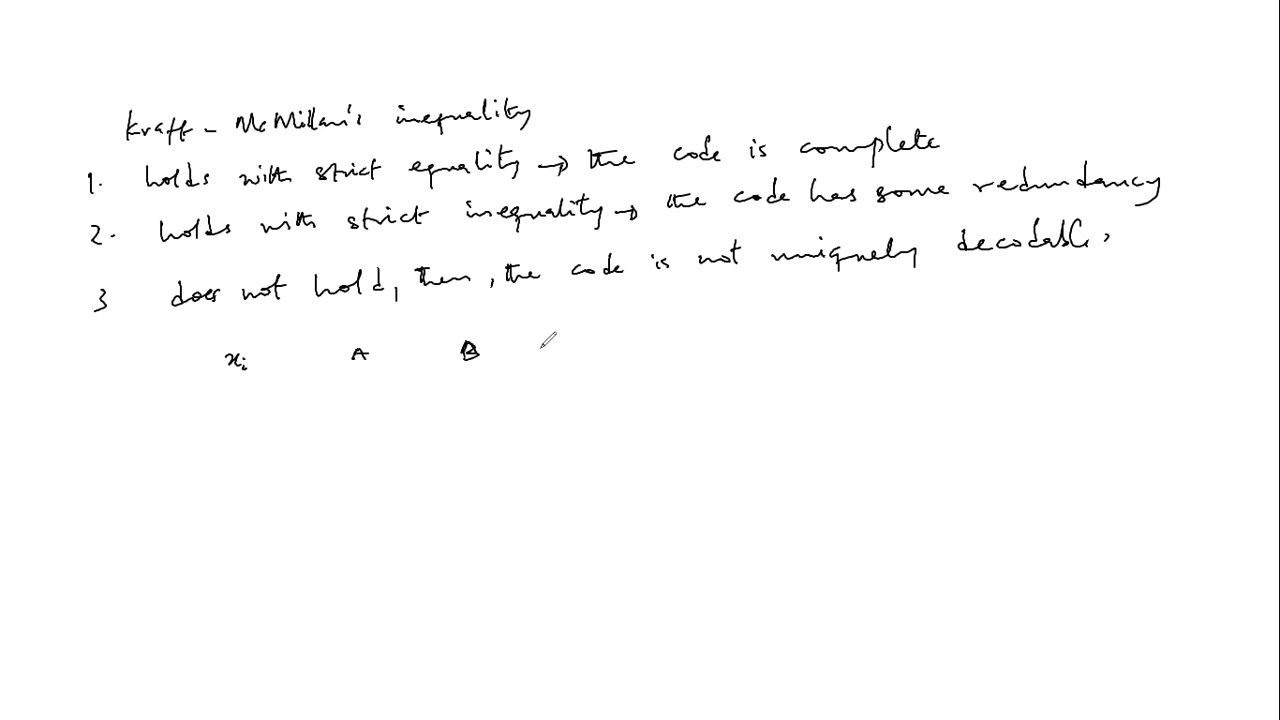 Kraft - McMillan's inequality
1. holds with strict equality → the code is complete
2. holds with strict inequality → the code has some redundancy
3 does not hold, then, the code is not uniquely decodable,
xi A B